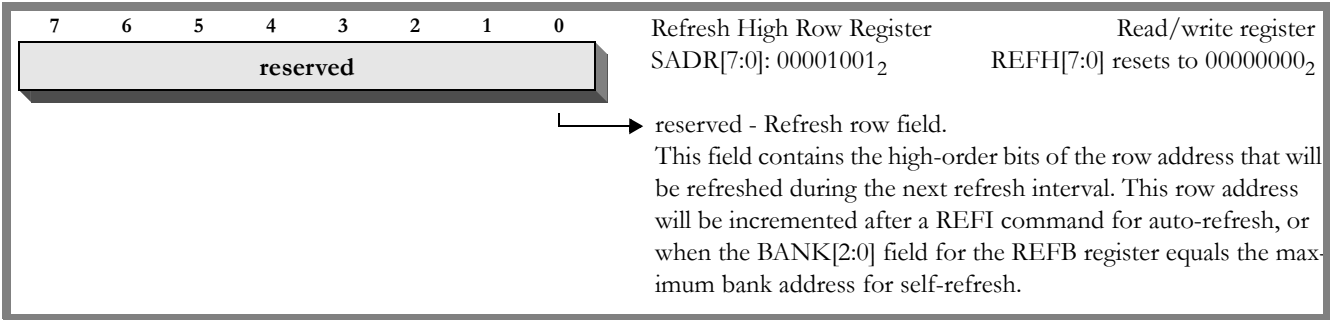 7 6 5 4 3 2 1 0
reserved
Refresh High Row Register Read/write register
SADR[7:0]: 00001001₂ REFH[7:0] resets to 00000000₂
reserved - Refresh row field.
This field contains the high-order bits of the row address that will
be refreshed during the next refresh interval. This row address
will be incremented after a REFI command for auto-refresh, or
when the BANK[2:0] field for the REFB register equals the max-
imum bank address for self-refresh.